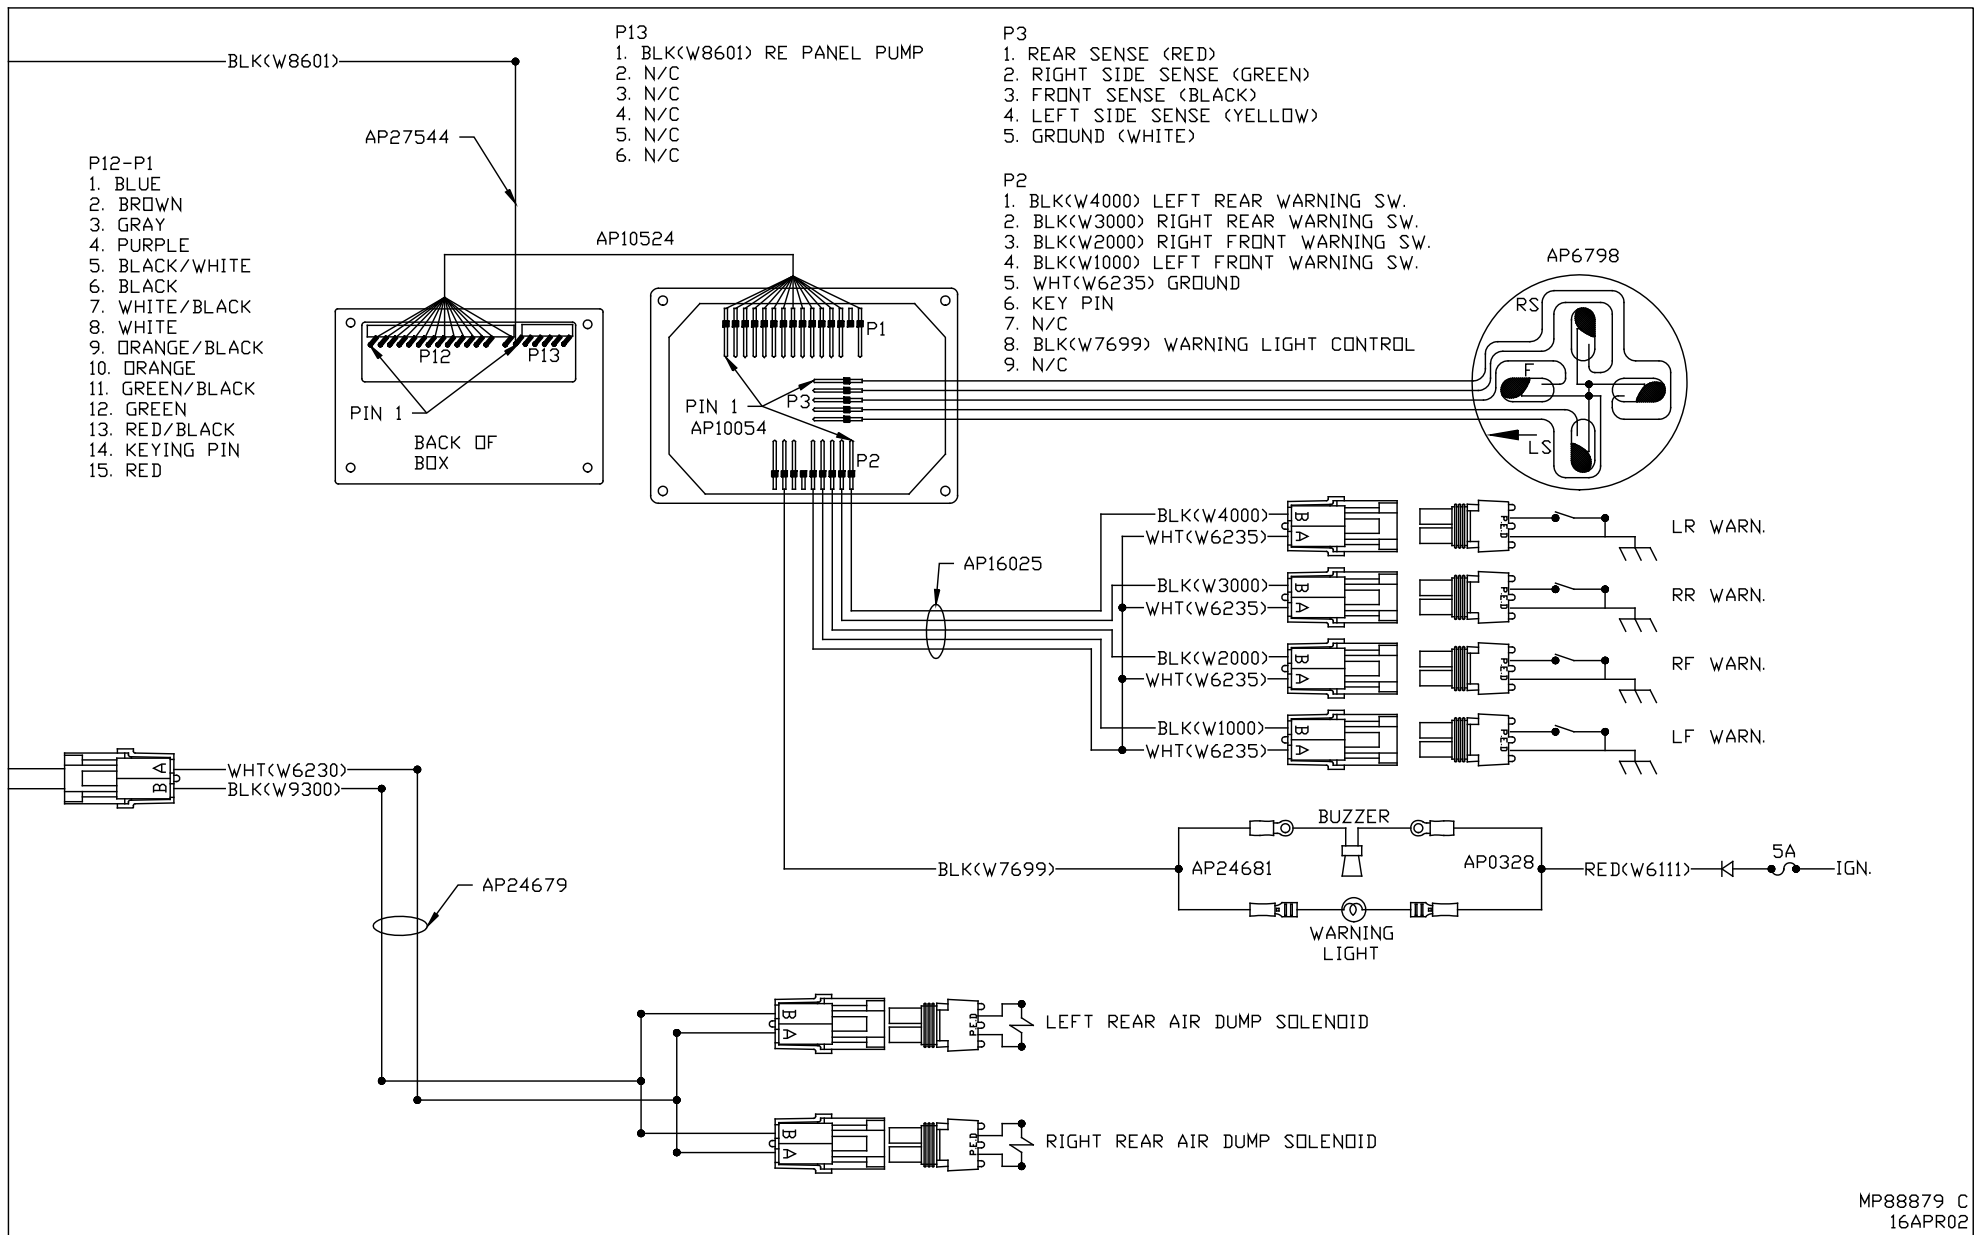 BLK(W8601)
AP27544
P12-P1
1. BLUE
2. BROWN
3. GRAY
4. PURPLE
5. BLACK/WHITE
6. BLACK
7. WHITE/BLACK
8. WHITE
9. ORANGE/BLACK
10. ORANGE
11. GREEN/BLACK
12. GREEN
13. RED/BLACK
14. KEYING PIN
15. RED
P13
1. BLK(W8601) RE PANEL PUMP
2. N/C
3. N/C
4. N/C
5. N/C
6. N/C
P3
1. REAR SENSE (RED)
2. RIGHT SIDE SENSE (GREEN)
3. FRONT SENSE (BLACK)
4. LEFT SIDE SENSE (YELLOW)
5. GROUND (WHITE)
P2
1. BLK(W4000) LEFT REAR WARNING SW.
2. BLK(W3000) RIGHT REAR WARNING SW.
3. BLK(W2000) RIGHT FRONT WARNING SW.
4. BLK(W1000) LEFT FRONT WARNING SW.
5. WHT(W6235) GROUND
6. KEY PIN
7. N/C
8. BLK(W7699) WARNING LIGHT CONTROL
9. N/C
AP10524
P12
P13
PIN 1
BACK OF
BOX
P1
P3
PIN 1
AP10054
P2
AP6798
RS
F
LS
AP16025
BLK(W4000)
WHT(W6235)
B
A
P.E.D
LR WARN.
BLK(W3000)
WHT(W6235)
B
A
P.E.D
RR WARN.
BLK(W2000)
WHT(W6235)
B
A
P.E.D
RF WARN.
BLK(W1000)
WHT(W6235)
B
A
P.E.D
LF WARN.
A
B
WHT(W6230)
BLK(W9300)
AP24679
BLK(W7699)
AP24681
BUZZER
WARNING
LIGHT
AP0328
RED(W6111)
5A
IGN.
B
A
P.E.D
LEFT REAR AIR DUMP SOLENOID
B
A
P.E.D
RIGHT REAR AIR DUMP SOLENOID
MP88879 C
16APR02